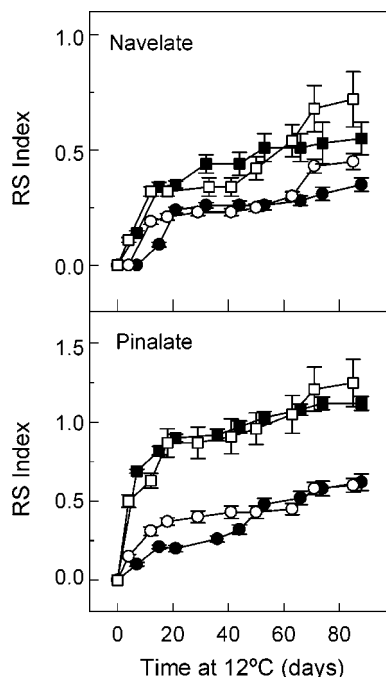 1.0
Navelate
RS Index
0.5
0.0
1.5
Pinalate
RS Index
1.0
0.5
0.0
0 20 40 60 80
Time at 12ºC (days)